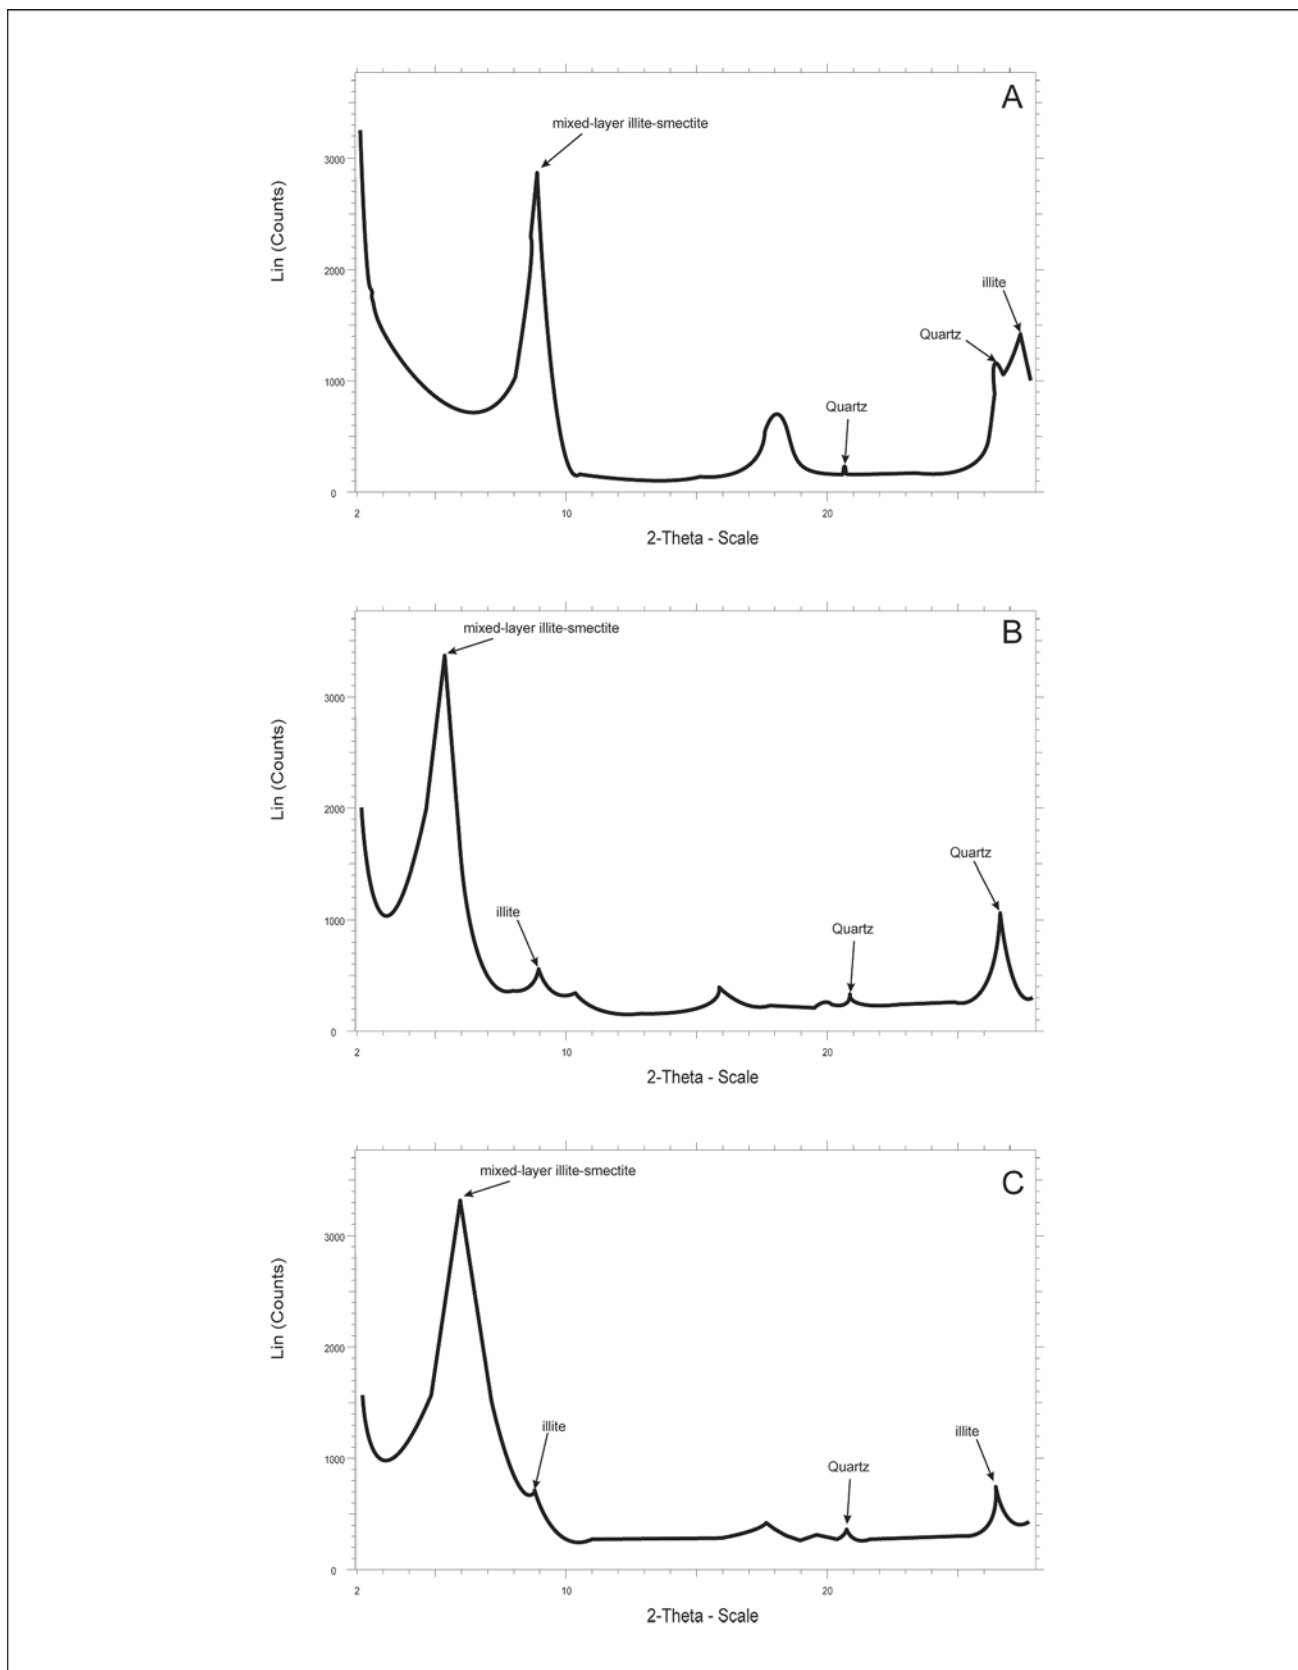 A
mixed-layer illite-smectite
3000
Lin (Counts)
2000
illite
Quartz
1000
Quartz
0
2
10
20
2-Theta - Scale
B
mixed-layer illite-smectite
3000
Lin (Counts)
2000
Quartz
illite
1000
Quartz
0
2
10
20
2-Theta - Scale
C
mixed-layer illite-smectite
3000
Lin (Counts)
2000
illite
illite
1000
Quartz
0
2
10
20
2-Theta - Scale